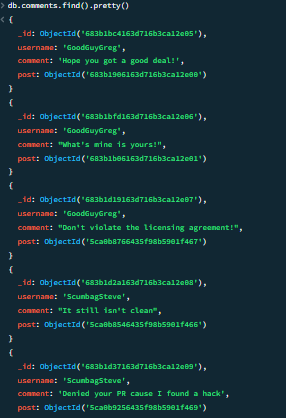 > db.comments.find().pretty()
< {
_id: ObjectId('683b1bc4163d716b3ca12e05'),
username: 'GoodGuyGreg',
comment: 'Hope you got a good deal!',
post: ObjectId('683b1906163d716b3ca12e00')
}
{
_id: ObjectId('683b1bfd163d716b3ca12e06'),
username: 'GoodGuyGreg',
comment: "What's mine is yours!",
post: ObjectId('683b1b06163d716b3ca12e01')
}
{
_id: ObjectId('683b1d19163d716b3ca12e07'),
username: 'GoodGuyGreg',
comment: "Don't violate the licensing agreement!",
post: ObjectId('5ca0b8766435f98b5901f467')
}
{
_id: ObjectId('683b1d2a163d716b3ca12e08'),
username: 'ScumbagSteve',
comment: "It still isn't clean",
post: ObjectId('5ca0b8546435f98b5901f466')
}
{
_id: ObjectId('683b1d37163d716b3ca12e09'),
username: 'ScumbagSteve',
comment: 'Denied your PR cause I found a hack',
post: ObjectId('5ca0b9256435f98b5901f469')